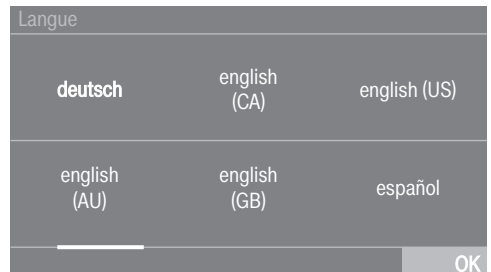 Langue
deutsch
english
(CA)
english (US)
english
(AU)
english
(GB)
español
OK